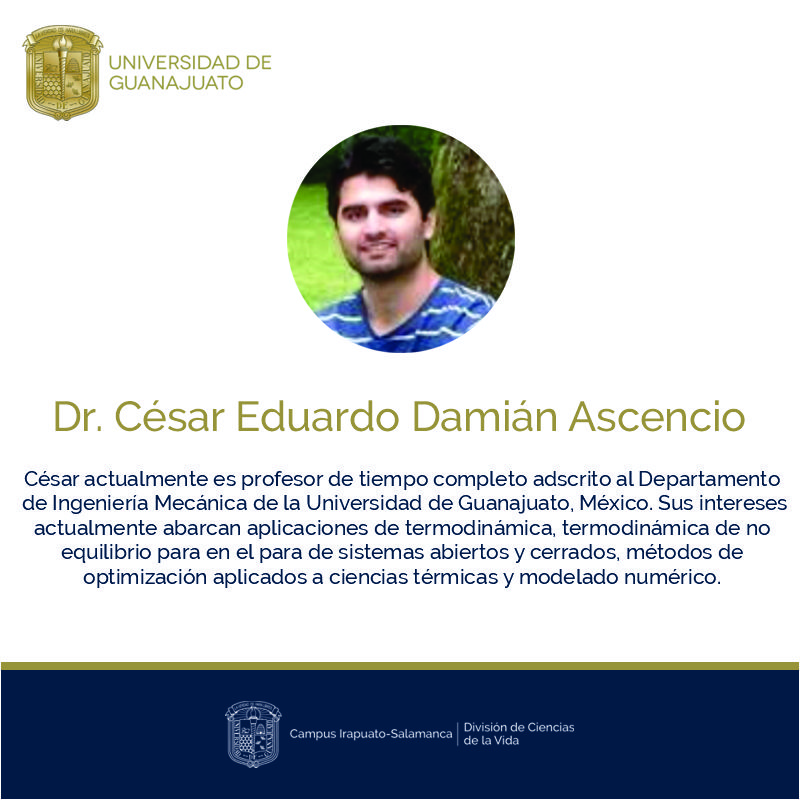 UNIVERSIDAD DE
GUANAJUATO
Dr. César Eduardo Damián Ascencio
César actualmente es profesor de tiempo completo adscrito al Departamento
de Ingeniería Mecánica de la Universidad de Guanajuato, México. Sus intereses
actualmente abarcan aplicaciones de termodinámica, termodinámica de no
equilibrio para en el para de sistemas abiertos y cerrados, métodos de
optimización aplicados a ciencias térmicas y modelado numérico.
Campus Irapuato-Salamanca
División de Ciencias
de la Vida